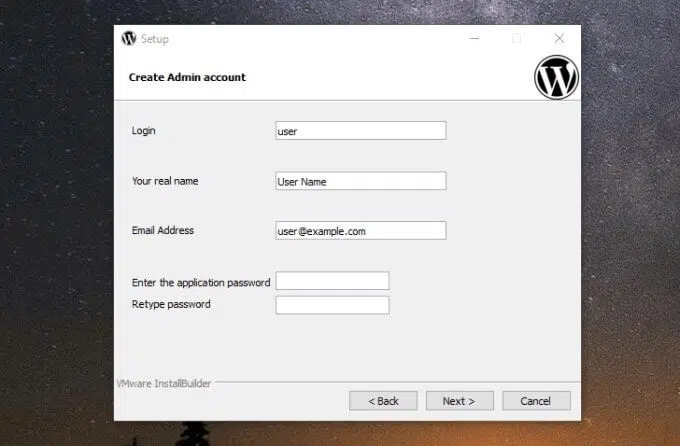 Setup
Create Admin account
Login
user
Your real name
User Name
Email Address
user@example.com
Enter the application password
Retype password
VMware InstallBuilder
< Back Next > Cancel